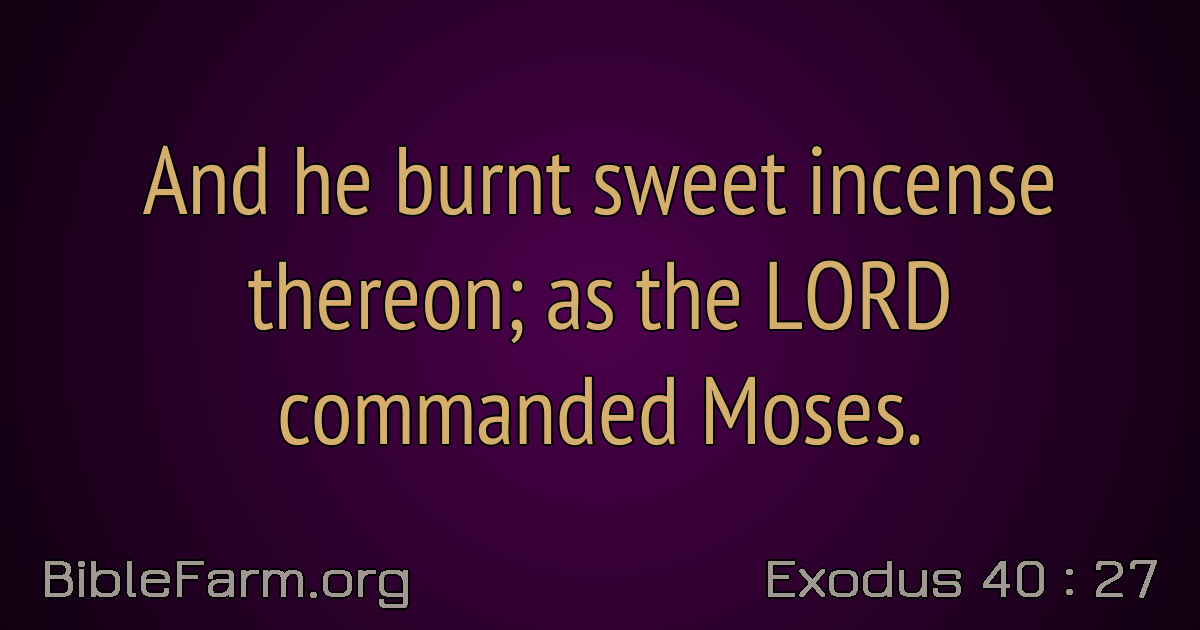 And he burnt sweet incense
thereon; as the LORD
commanded Moses.
BibleFarm.org
Exodus 40 : 27